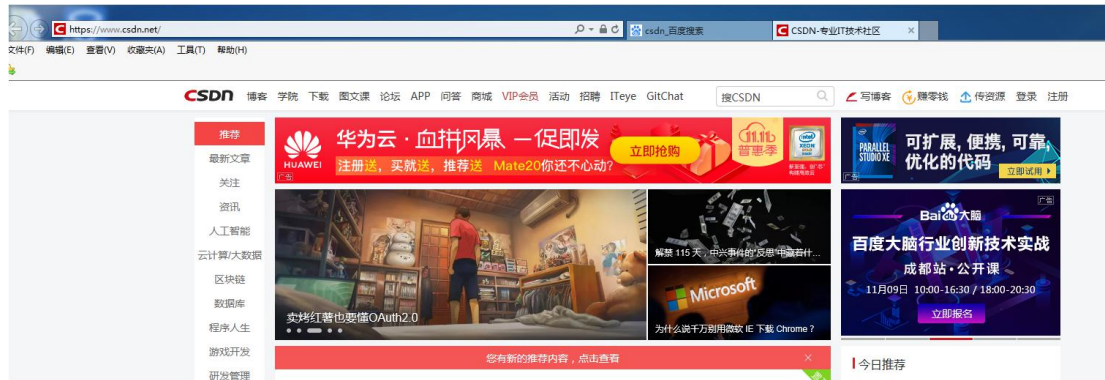 https://www.csdn.net/
csdn_百度搜索
CSDN-专业IT技术社区
文件(F) 编辑(E) 查看(V) 收藏夹(A) 工具(T) 帮助(H)
CSDN 博客 学院 下载 图文课 论坛 APP 问答 商城 VIP会员 活动 招聘 ITeye GitChat 搜CSDN 写博客 赚零钱 传资源 登录 注册
推荐
最新文章
关注
资讯
人工智能
云计算/大数据
区块链
数据库
程序人生
游戏开发
研发管理
HUAWEI
华为云·血拼风暴 一促即发
注册送, 买就送, 推荐送 Mate20你还不心动?
立即抢购
11.11
普惠季
广告
卖烤红薯也要懂OAuth2.0
解禁 115 天,中兴事件的"反思"中藏着什...
Microsoft
为什么说千万别用微软 IE 下载 Chrome?
您有新的推荐内容,点击查看
PARALLEL
STUDIO XE
可扩展, 便携, 可靠,
优化的代码
立即试用
广告
广告
Baidu大脑
百度大脑行业创新技术实战
成都站·公开课
11月09日 10:00-16:30 / 18:00-20:30
立即报名
今日推荐